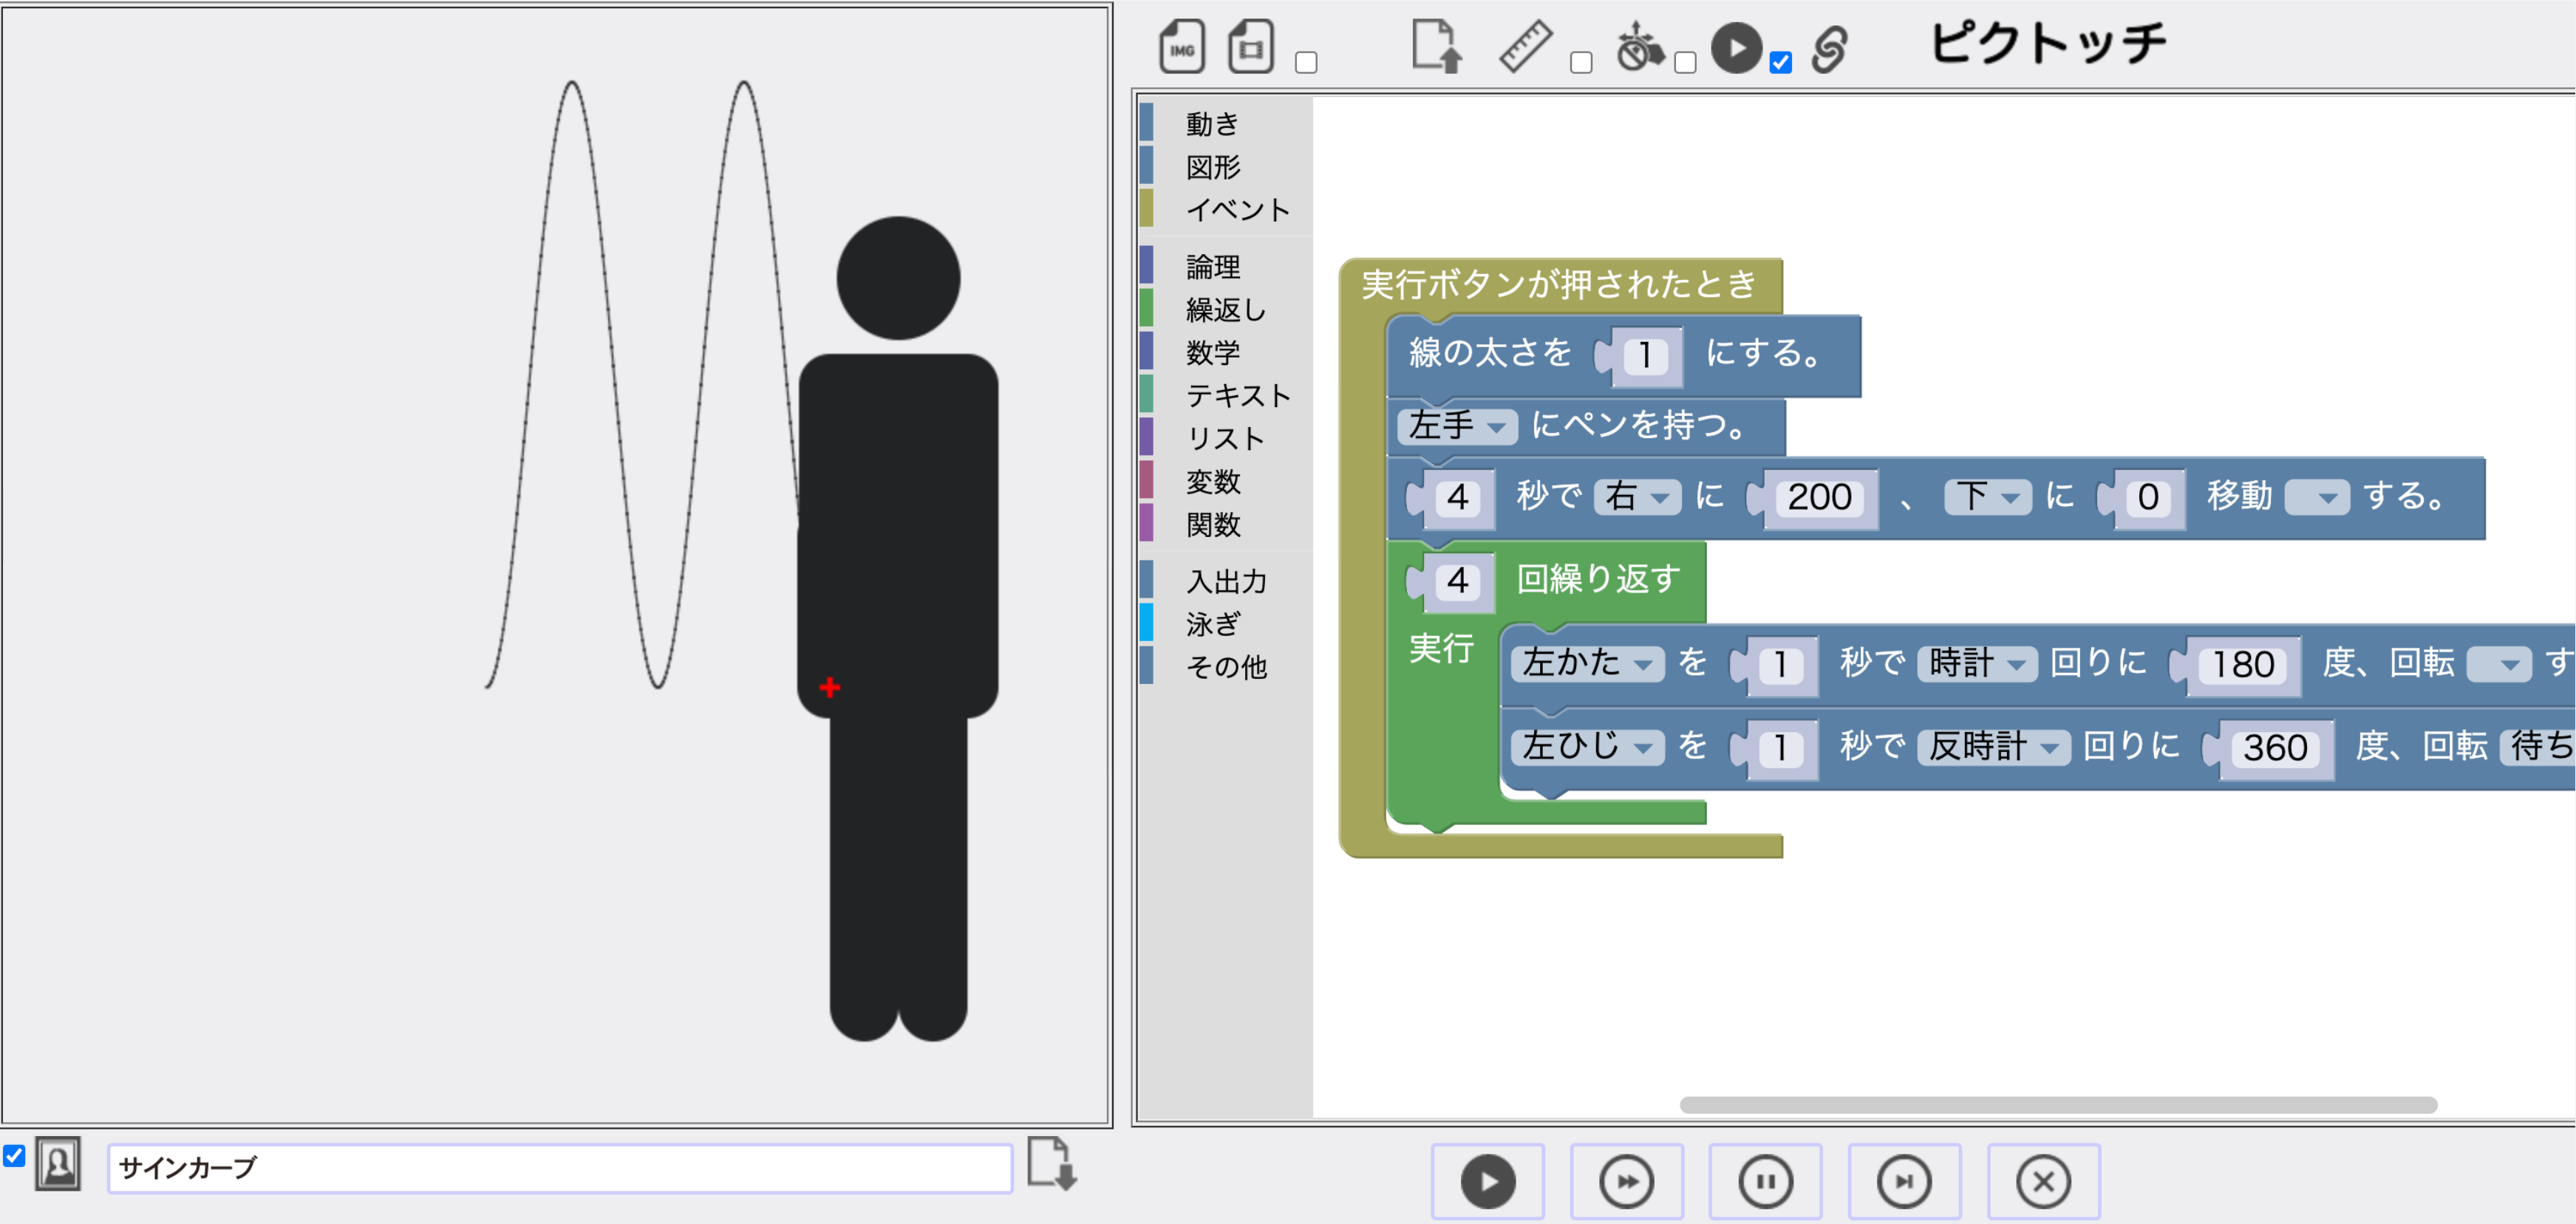 IMG
ピクトッチ
動き
図形
イベント
論理
繰返し
数学
テキスト
リスト
変数
関数
入出力
泳ぎ
その他
実行ボタンが押されたとき
線の太さを 1 にする。
左手 にペンを持つ。
4 秒で 右 に 200 、 下 に 0 移動 する。
4 回繰り返す
実行
左かた を 1 秒で 時計 回りに 180 度、回転 す
左ひじ を 1 秒で 反時計 回りに 360 度、回転 待ち
サインカーブ